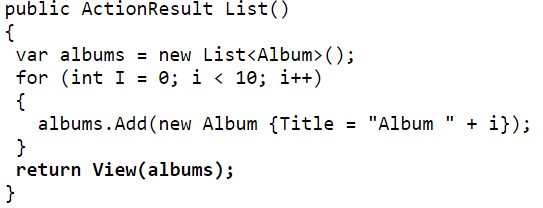 public ActionResult List()
{
 var albums = new List<Album>();
 for (int I = 0; i < 10; i++)
 {
   albums.Add(new Album {Title = "Album " + i});
 }
 return View(albums);
}